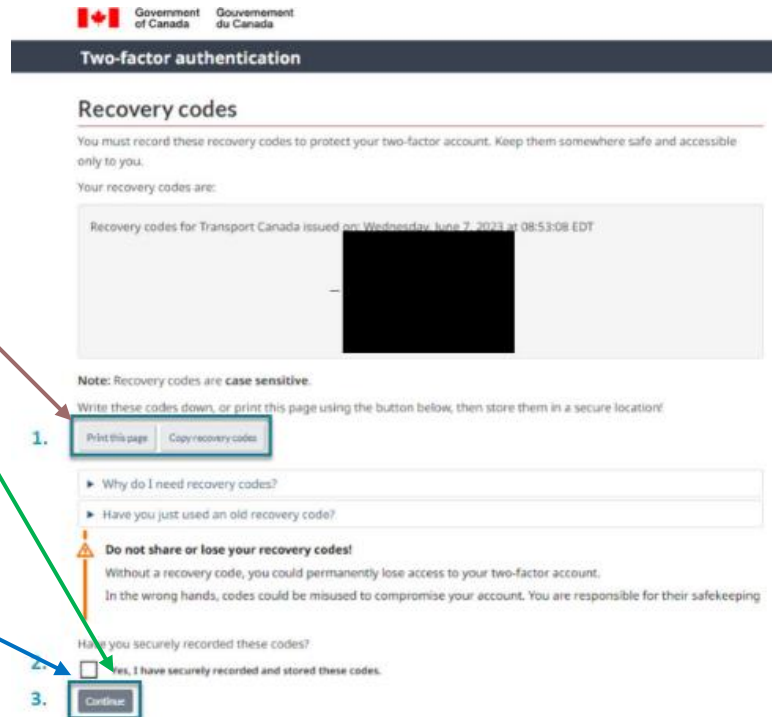 Government of Canada
Gouvernement du Canada
Two-factor authentication
Recovery codes
You must record these recovery codes to protect your two-factor account. Keep them somewhere safe and accessible
only to you.
Your recovery codes are:
Recovery codes for Transport Canada issued on: Wednesday, June 7, 2023 at 08:53:08 EDT
Note: Recovery codes are case sensitive.
Write these codes down, or print this page using the button below, then store them in a secure location!
1. Print this page Copy recovery codes
Why do I need recovery codes?
Have you just used an old recovery code?
Do not share or lose your recovery codes!
Without a recovery code, you could permanently lose access to your two-factor account.
In the wrong hands, codes could be misused to compromise your account. You are responsible for their safekeeping
Have you securely recorded these codes?
2. Yes, I have securely recorded and stored these codes.
3. Continue